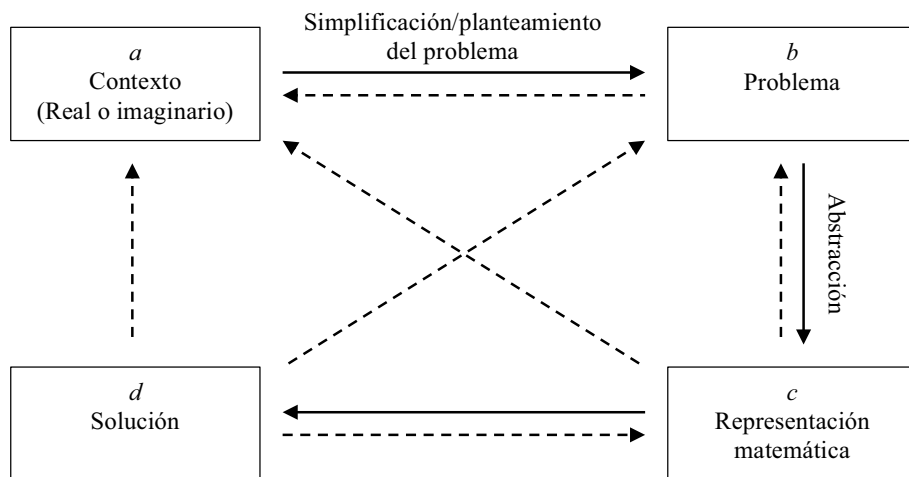 Simplificación/planteamiento
del problema
a
Contexto
(Real o imaginario)
b
Problema
Abstracción
d
Solución
c
Representación
matemática